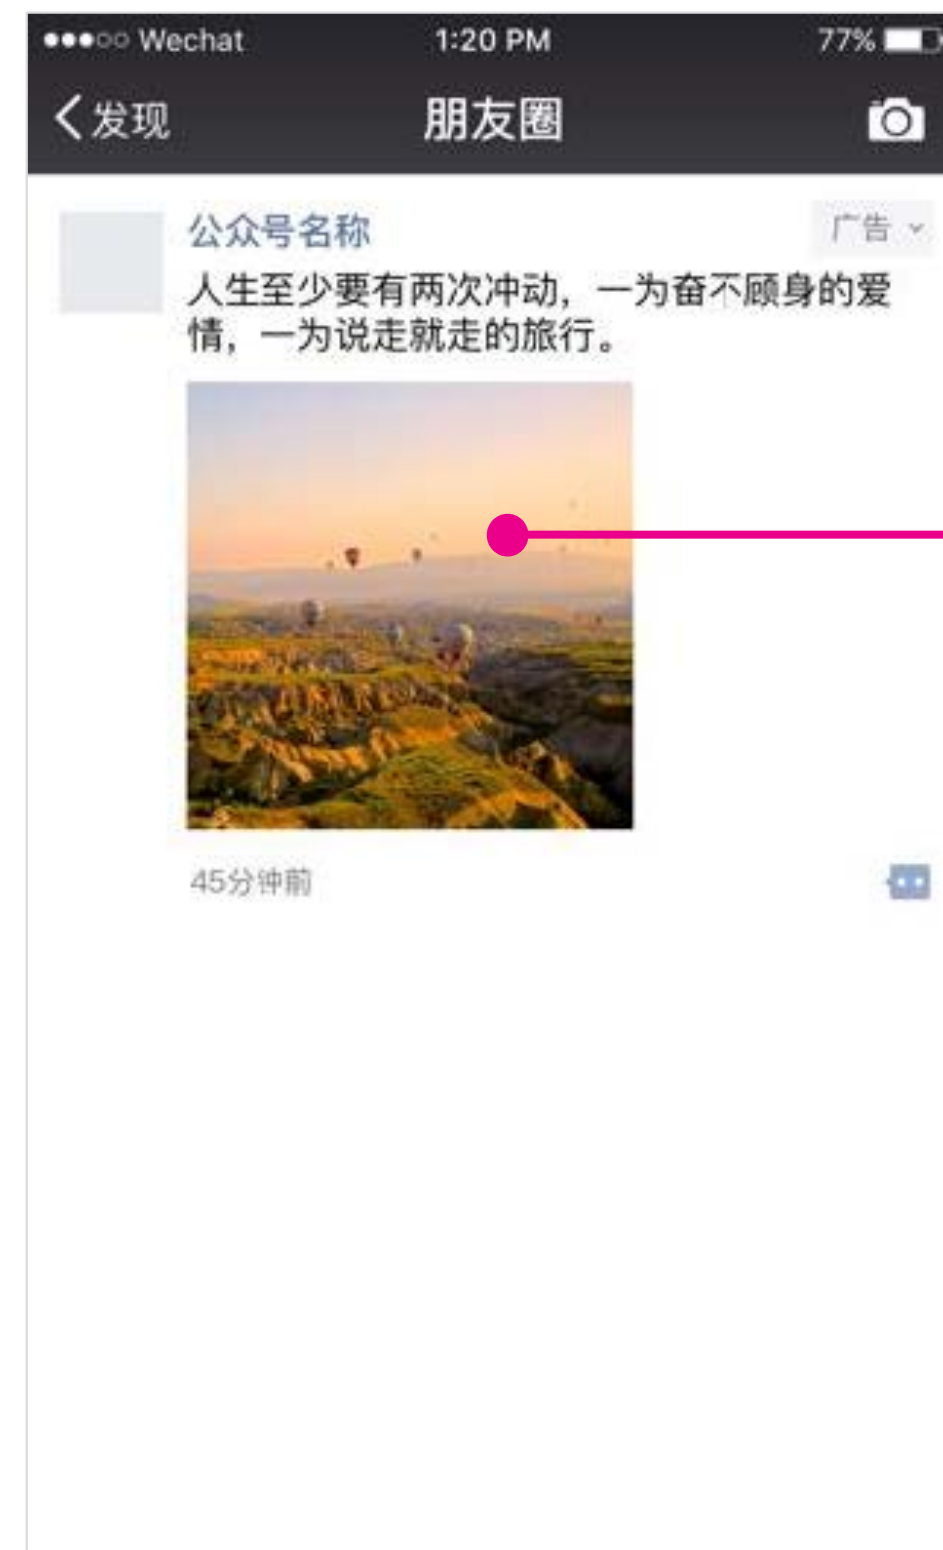 Wechat 1:20 PM 77%
发现 朋友圈
公众号名称 广告
人生至少要有两次冲动，一为奋不顾身的爱
情，一为说走就走的旅行。
45分钟前